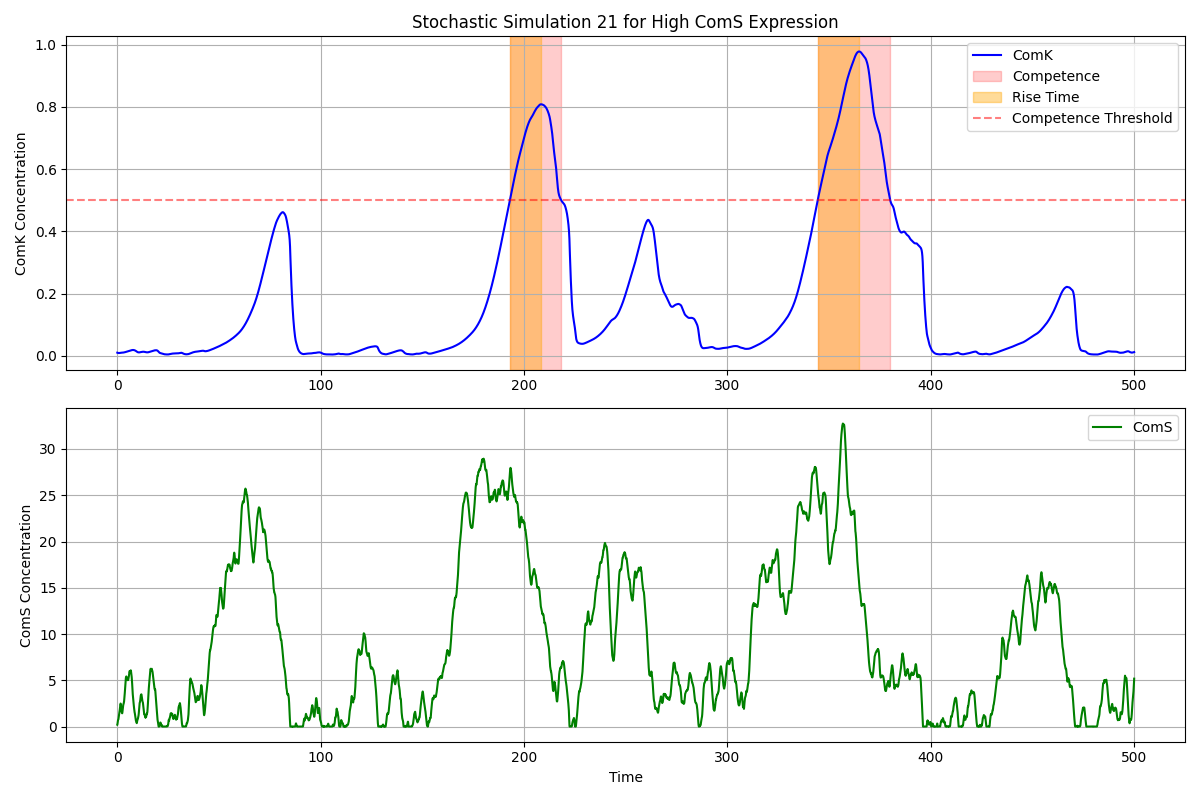 Stochastic Simulation 21 for High ComS Expression
ComK Concentration
1.0
0.8
0.6
0.4
0.2
0.0
ComK
Competence
Rise Time
Competence Threshold
0 100 200 300 400 500
ComS Concentration
30
25
20
15
10
5
0
ComS
0 100 200 300 400 500
Time